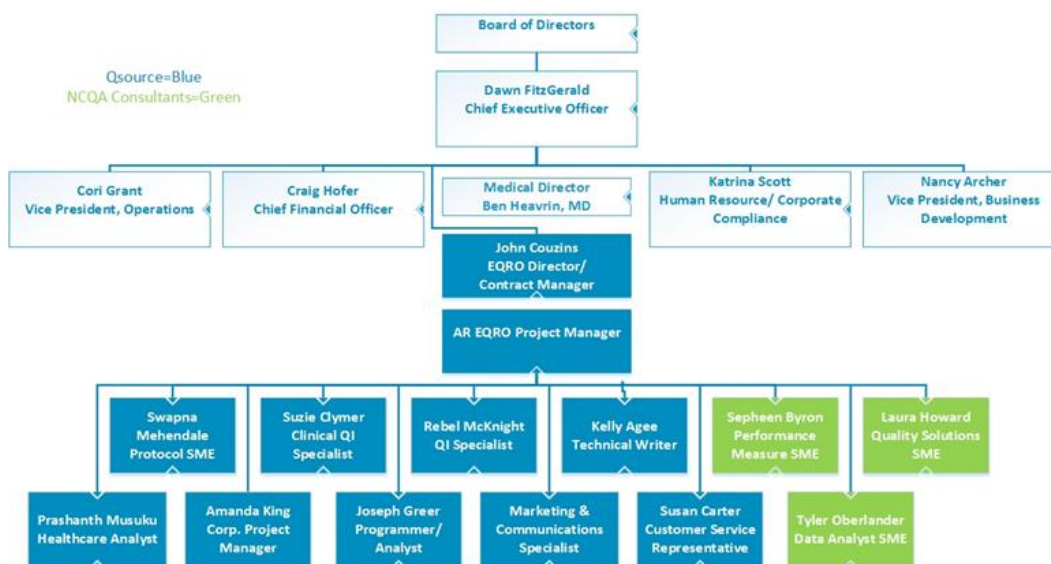 Board of Directors
Qsource=Blue
NCQA Consultants=Green
Dawn FitzGerald
Chief Executive Officer
Cori Grant
Vice President, Operations
Craig Hofer
Chief Financial Officer
Medical Director
Ben Heavrin, MD
Katrina Scott
Human Resource/ Corporate
Compliance
Nancy Archer
Vice President, Business
Development
John Couzins
EQRO Director/
Contract Manager
AR EQRO Project Manager
Swapna
Mehendale
Protocol SME
Suzie Clymer
Clinical QI
Specialist
Rebel McKnight
QI Specialist
Kelly Agee
Technical Writer
Sepheen Byron
Performance
Measure SME
Laura Howard
Quality Solutions
SME
Prashanth Musuku
Healthcare Analyst
Amanda King
Corp. Project
Manager
Joseph Greer
Programmer/
Analyst
Marketing &
Communications
Specialist
Susan Carter
Customer Service
Representative
Tyler Oberlander
Data Analyst SME